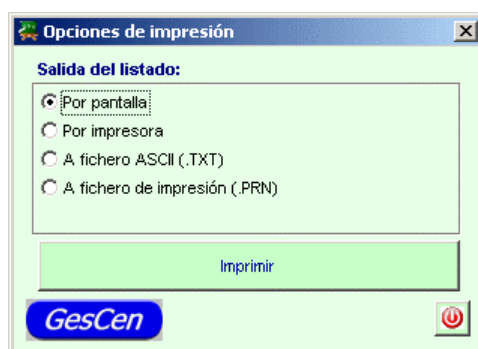 Opciones de impresión
Salida del listado:
Por pantalla
Por impresora
A fichero ASCII (.TXT)
A fichero de impresión (.PRN)
Imprimir
GesCen